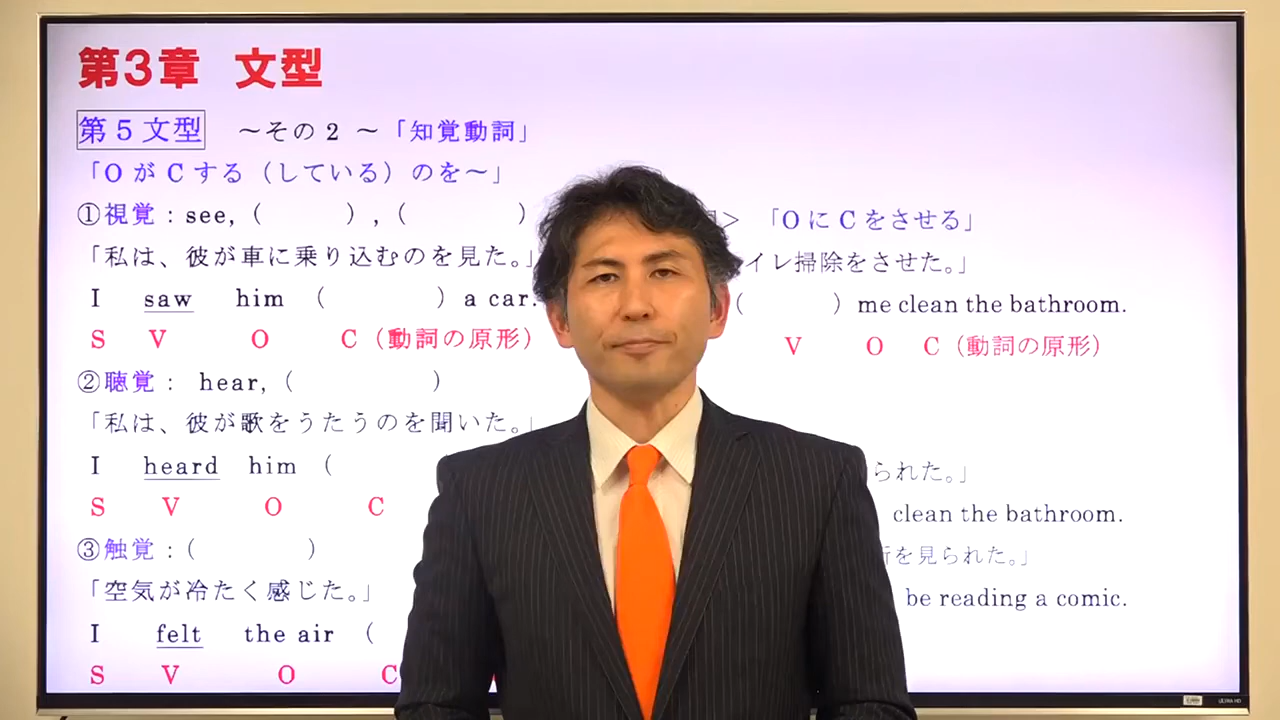 第3章 文型
第5文型 ～その2～「知覚動詞」
「OがCする（している）のを～」
①視覚：see,（　　　）,（　　　　）
「私は、彼が車に乗り込むのを見た。」
I saw him （　　　　） a car.
S V O C（動詞の原形）
②聴覚： hear,（　　　　　）
「私は、彼が歌をうたうのを聞いた。」
I heard him （
S V O C
③触覚：（　　　　）
「空気が冷たく感じた。」
I felt the air （
S V O C
＞ 「OにCをさせる」
イレ掃除をさせた。」
（　　　　） me clean the bathroom.
V O C（動詞の原形）
られた。」
clean the bathroom.
を見られた。」
be reading a comic.
ULTRA HD